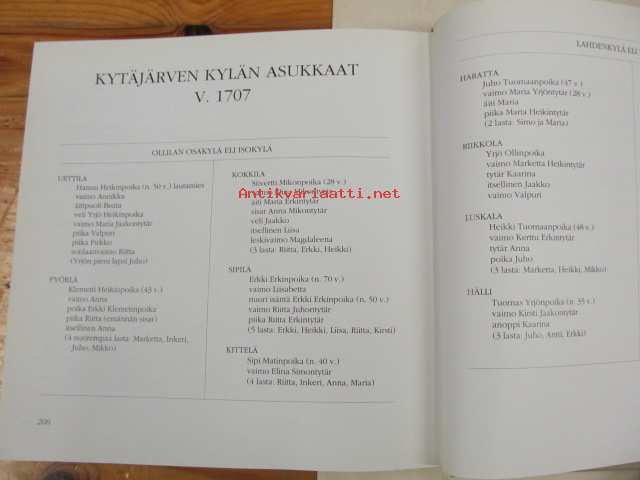 KYTÄJÄRVEN KYLÄN ASUKKAAT
V. 1707
OLLILAN OSAKYLÄ ELI ISOKYLÄ
UOTILA
Hannu Heikinpoika (n. 50 v.) lautamies
vaimo Annikka
äitipuoli Beata
veli Yrjö Heikinpoika
vaimo Maria Jaakontytär
piika Valpuri
piika Pirkko
sotilaanvaimo Riitta
(Yrjön pieni lapsi Juho)
PYÖRLÄ
Klemetti Heikinpoika (43 v.)
vaimo Anna
poika Erkki Klemetinpoika
piika Riitta (emännän sisar)
itsellinen Anna
(4 nuorempaa lasta: Marketta, Inkeri,
Juho, Mikko)
KOKKILA
Siivertti Mikonpoika (28 v.)
äiti Maria Erkintytär
sisar Anna Mikontytär
veli Jaakko
itsellinen Liisa
leskivaimo Magdaleena
(3 lasta: Riitta, Erkki, Heikki)
SIPILÄ
Erkki Erkinpoika (n. 70 v.)
vaimo Liisabetta
nuori isäntä Erkki Erkinpoika (n. 50 v.)
vaimo Riitta Juhontytär
piika Riitta Erkintytär
(5 lasta: Erkki, Heikki, Liisa, Riitta, Kirsti)
KITTELÄ
Sipi Matinpoika (n. 40 v.)
vaimo Elina Simontytär
(4 lasta: Riitta, Inkeri, Anna, Maria)
Antikvariaatti.net
206
LAHDENKYLÄ ELI
HARATTA
Juho Tuomaanpoika (47 v.)
vaimo Maria Yrjöntytär (28 v.)
äiti Maria
piika Maria Heikintytär
(2 lasta: Simo ja Maria)
RIIKKOLA
Yrjö Ollinpoika
vaimo Marketta Heikintytär
tytär Kaarina
itsellinen Jaakko
vaimo Valpuri
LUSKALA
Heikki Tuomaanpoika (48 v.)
vaimo Kerttu Erkintytär
tytär Anna
poika Juho
(3 lasta: Marketta, Heikki, Mikko)
HÄLLI
Tuomas Yrjönpoika (n. 35 v.)
vaimo Kirsti Jaakontytär
anoppi Kaarina
(3 lasta: Juho, Antti, Erkki)